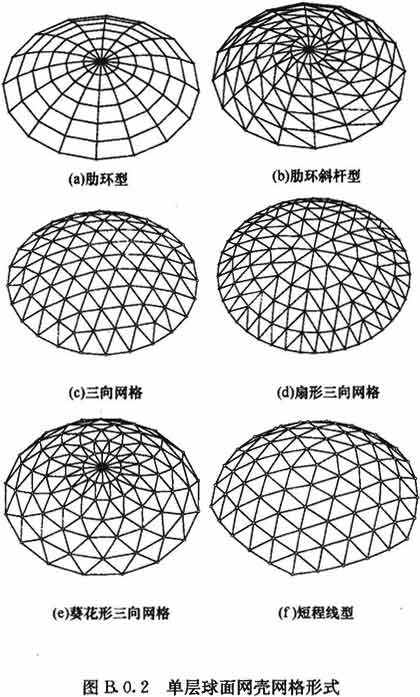 (a)肋环型
(b)肋环斜杆型
(c)三向网格
(d)扇形三向网格
(e)葵花形三向网格
(f)短程线型
图 B.0.2 单层球面网壳网格形式